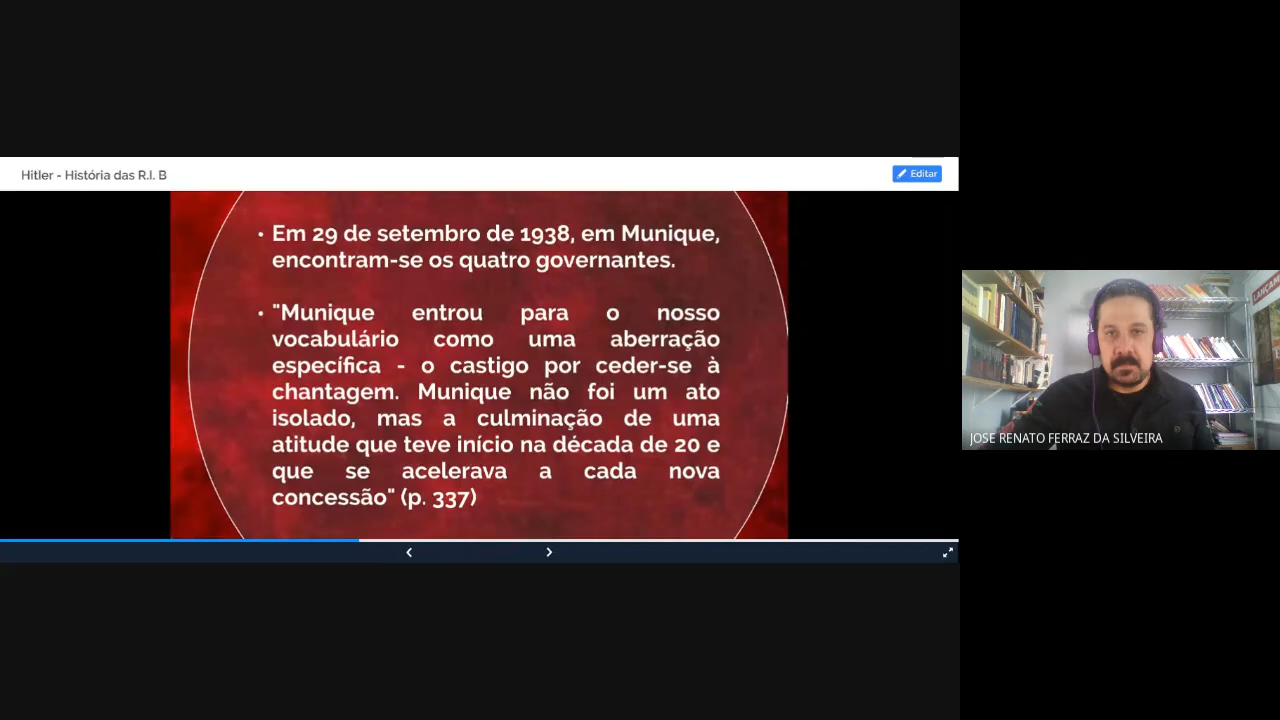 Hitler - História das R.I. B
Editar
• Em 29 de setembro de 1938, em Munique,
encontram-se os quatro governantes.
• "Munique entrou para o nosso
vocabulário como uma aberração
específica - o castigo por ceder-se à
chantagem. Munique não foi um ato
isolado, mas a culminação de uma
atitude que teve início na década de 20 e
que se acelerava a cada nova
concessão" (p. 337)
LANÇAM
JOSE RENATO FERRAZ DA SILVEIRA